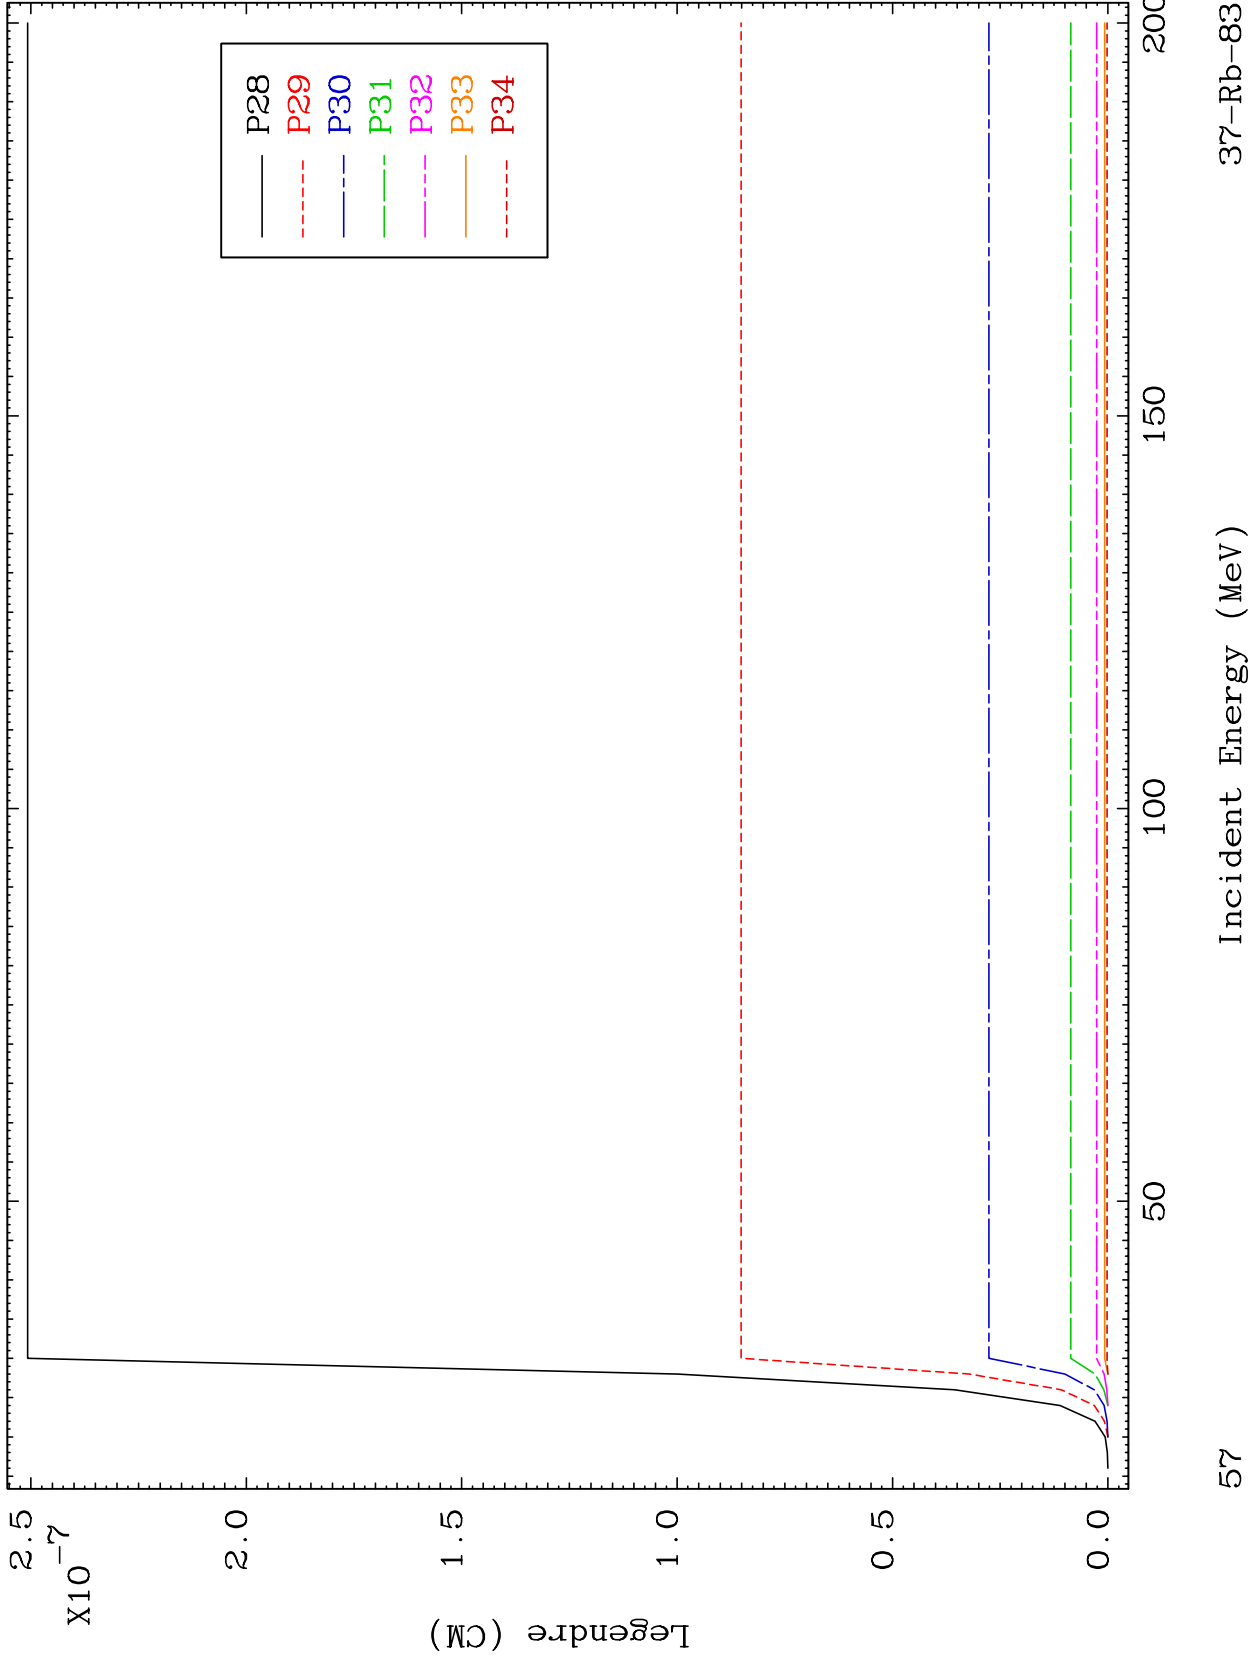 2.5
X10-7
2.0
1.5
1.0
0.5
0.0
Legendre (CM)
P28
P29
P30
P31
P32
P33
P34
50
100
150
200
57
Incident Energy (MeV)
37-Rb-83